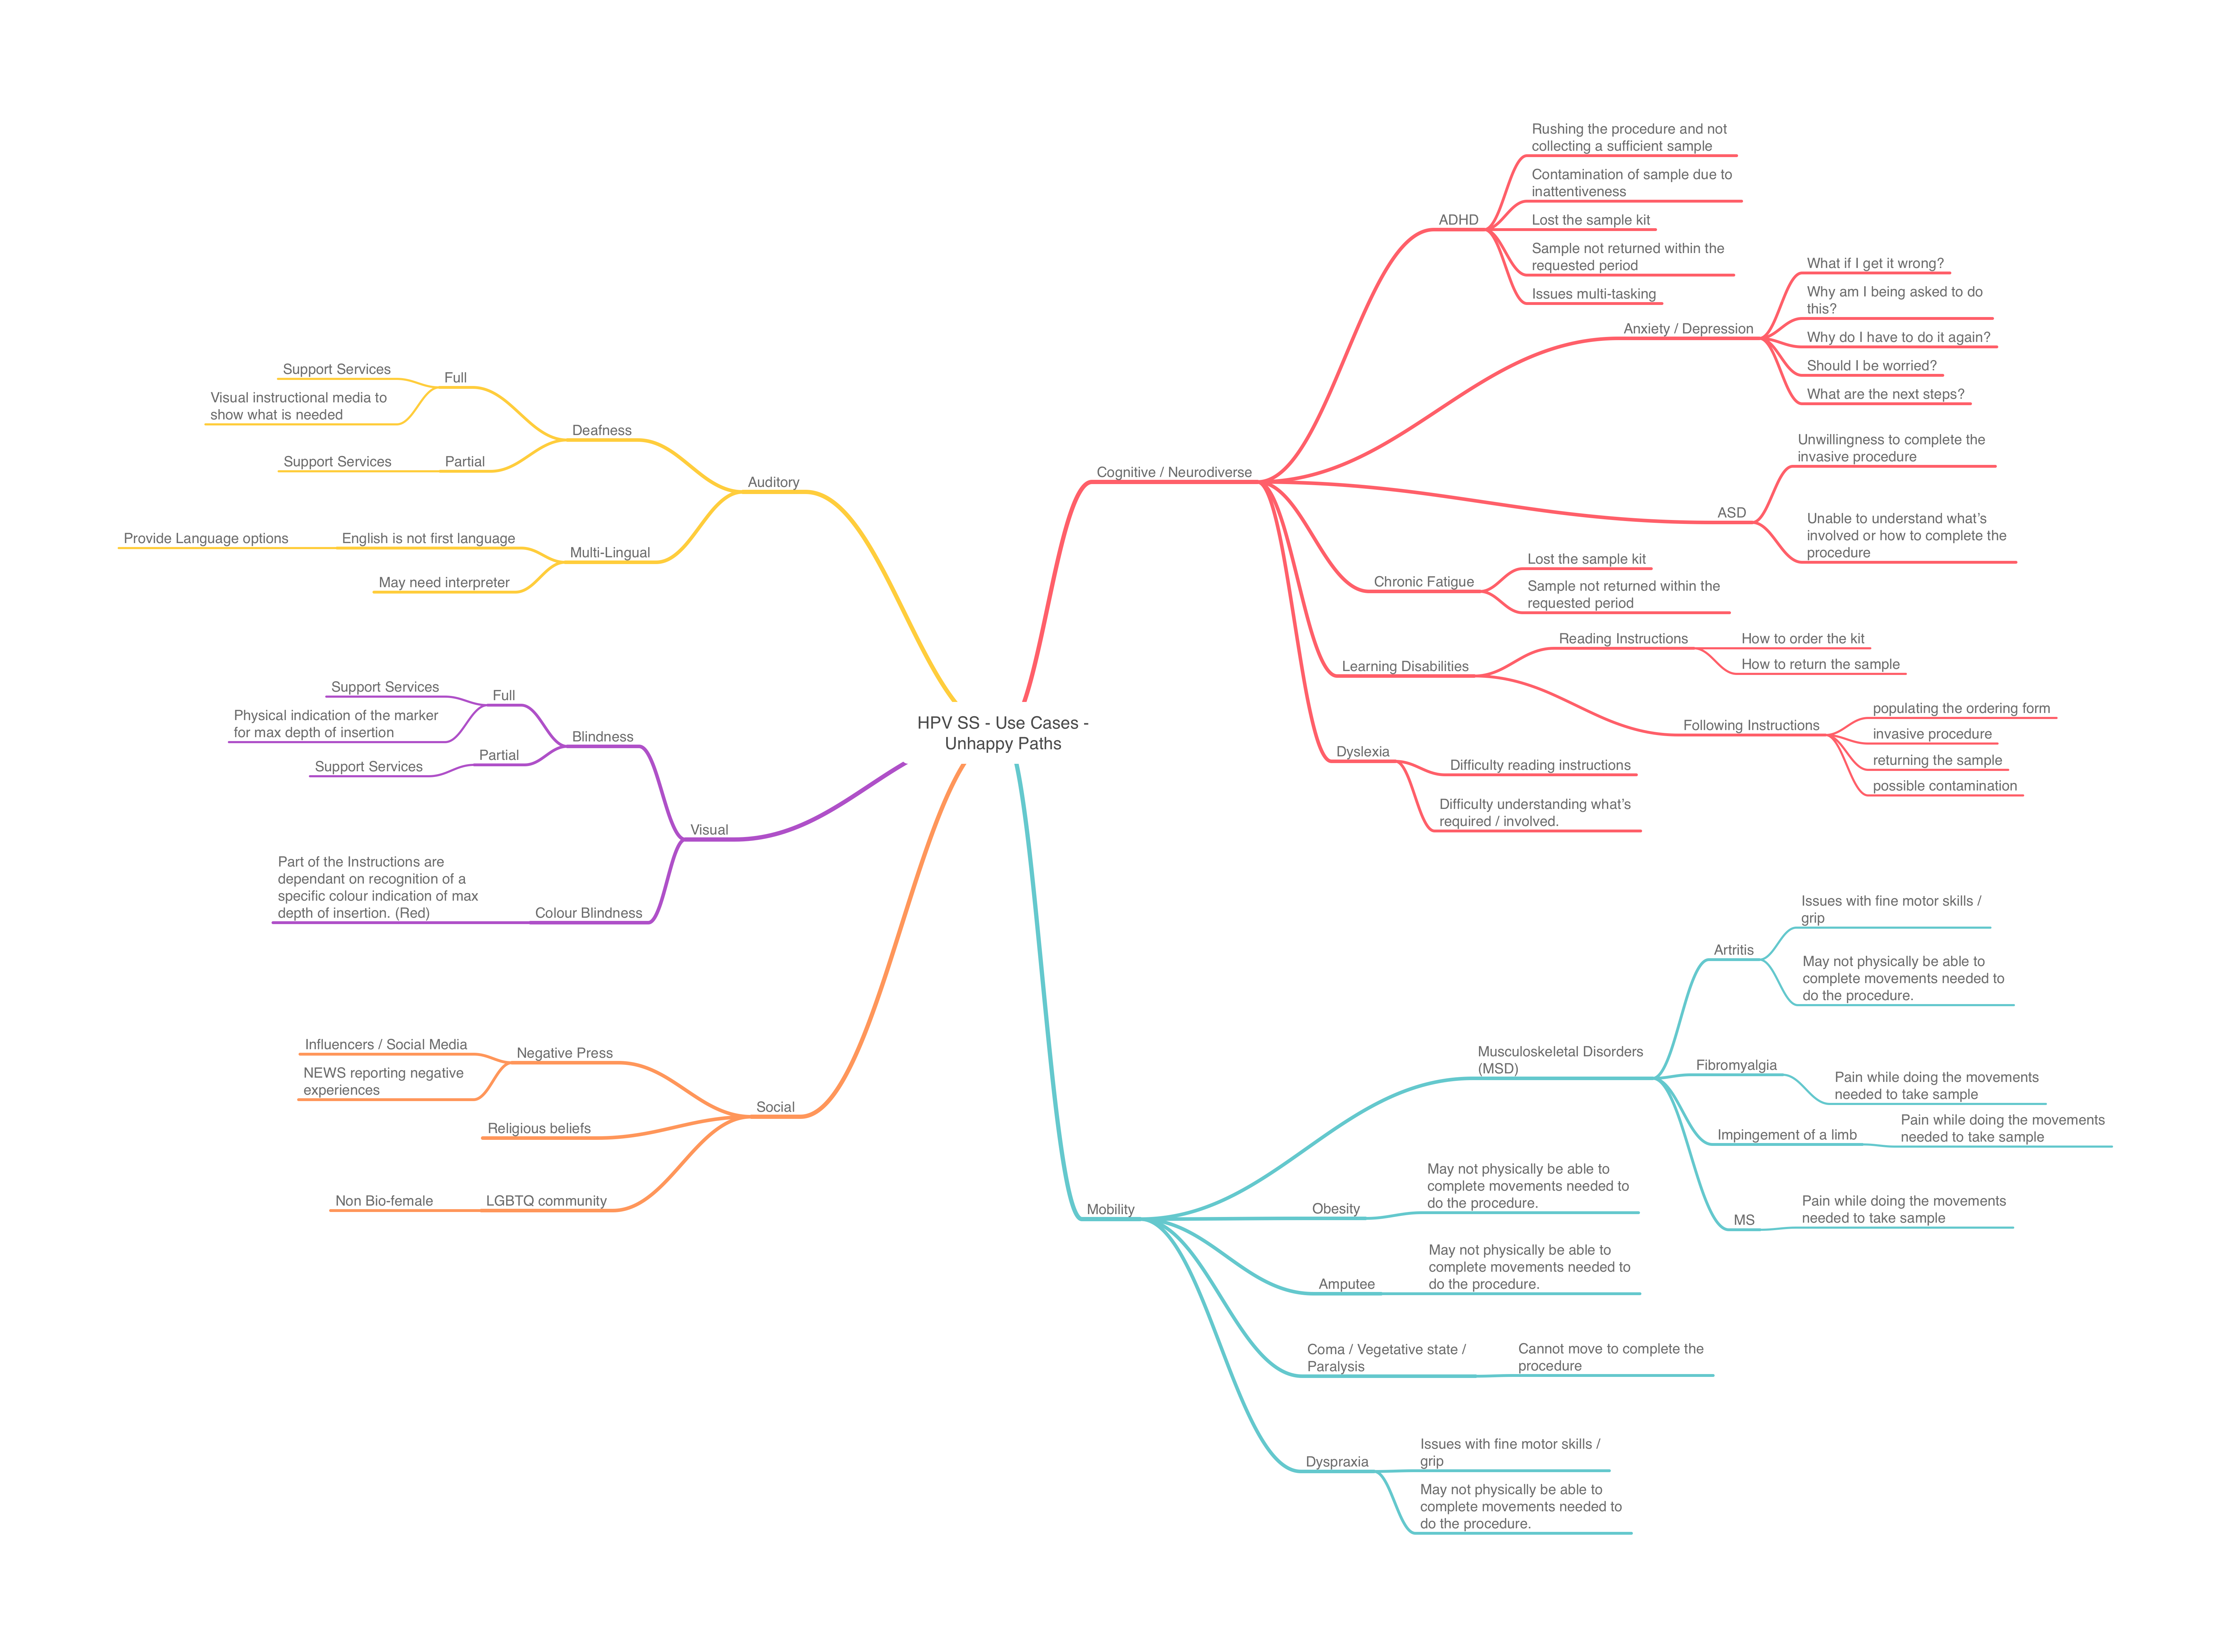 HPV SS - Use Cases -
Unhappy Paths
Cognitive / Neurodiverse
ADHD
Rushing the procedure and not
collecting a sufficient sample
Contamination of sample due to
inattentiveness
Lost the sample kit
Sample not returned within the
requested period
Issues multi-tasking
Anxiety / Depression
What if I get it wrong?
Why am I being asked to do
this?
Why do I have to do it again?
Should I be worried?
What are the next steps?
ASD
Unwillingness to complete the
invasive procedure
Unable to understand what's
involved or how to complete the
procedure
Chronic Fatigue
Lost the sample kit
Sample not returned within the
requested period
Learning Disabilities
Reading Instructions
How to order the kit
How to return the sample
Following Instructions
populating the ordering form
invasive procedure
returning the sample
possible contamination
Dyslexia
Difficulty reading instructions
Difficulty understanding what's
required / involved.
Mobility
Musculoskeletal Disorders
(MSD)
Artritis
Issues with fine motor skills /
grip
May not physically be able to
complete movements needed to
do the procedure.
Fibromyalgia
Pain while doing the movements
needed to take sample
Impingement of a limb
Pain while doing the movements
needed to take sample
MS
Pain while doing the movements
needed to take sample
Obesity
May not physically be able to
complete movements needed to
do the procedure.
Amputee
May not physically be able to
complete movements needed to
do the procedure.
Coma / Vegetative state /
Paralysis
Cannot move to complete the
procedure
Dyspraxia
Issues with fine motor skills /
grip
May not physically be able to
complete movements needed to
do the procedure.
Auditory
Deafness
Full
Support Services
Visual instructional media to
show what is needed
Partial
Support Services
Multi-Lingual
English is not first language
Provide Language options
May need interpreter
Visual
Blindness
Full
Support Services
Physical indication of the marker
for max depth of insertion
Partial
Support Services
Colour Blindness
Part of the Instructions are
dependant on recognition of a
specific colour indication of max
depth of insertion. (Red)
Social
Negative Press
Influencers / Social Media
NEWS reporting negative
experiences
Religious beliefs
LGBTQ community
Non Bio-female